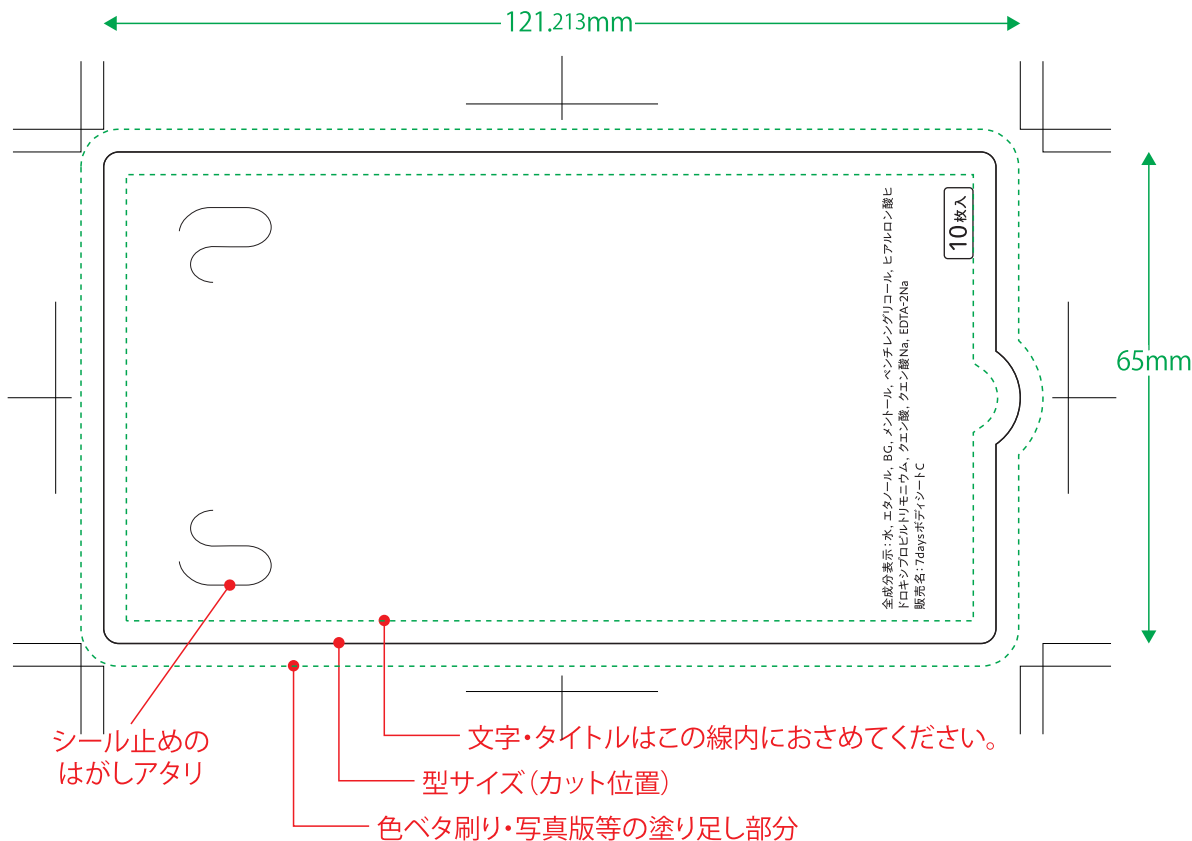 121.213mm
65mm
10枚入
全成分表示：水，エタノール，BG，メントール，ペンチレングリコール，ヒアルロン酸ヒ
ドロキシプロピルトリモニウム，クエン酸，クエン酸Na，EDTA-2Na
販売名：7daysボディシートC
シール止めの
はがしアタリ
文字・タイトルはこの線内におさめてください。
型サイズ（カット位置）
色ベタ刷り・写真版等の塗り足し部分